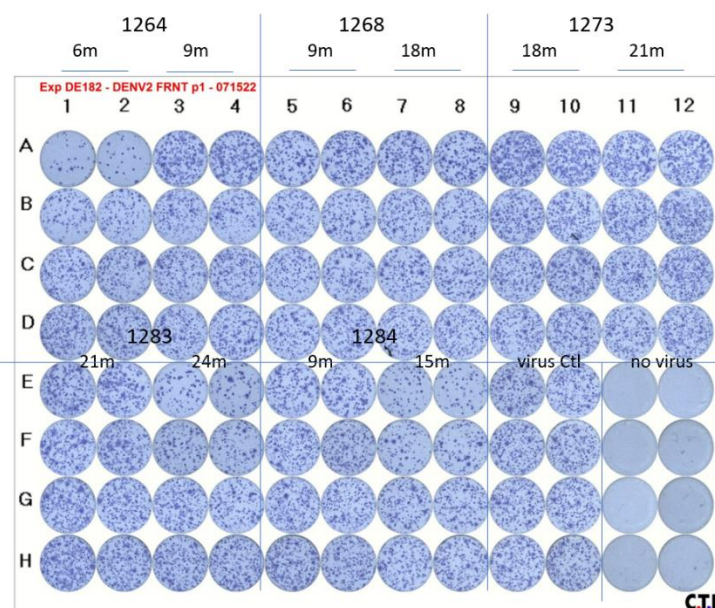 1264 1268 1273
6m 9m 9m 18m 18m 21m
Exp DE182 - DENV2 FRNT p1 - 071522
1 2 3 4 5 6 7 8 9 10 11 12
A
B
C
D
1283 1284
21m 24m 9m 15m virus Ctl no virus
E
F
G
H
CTL